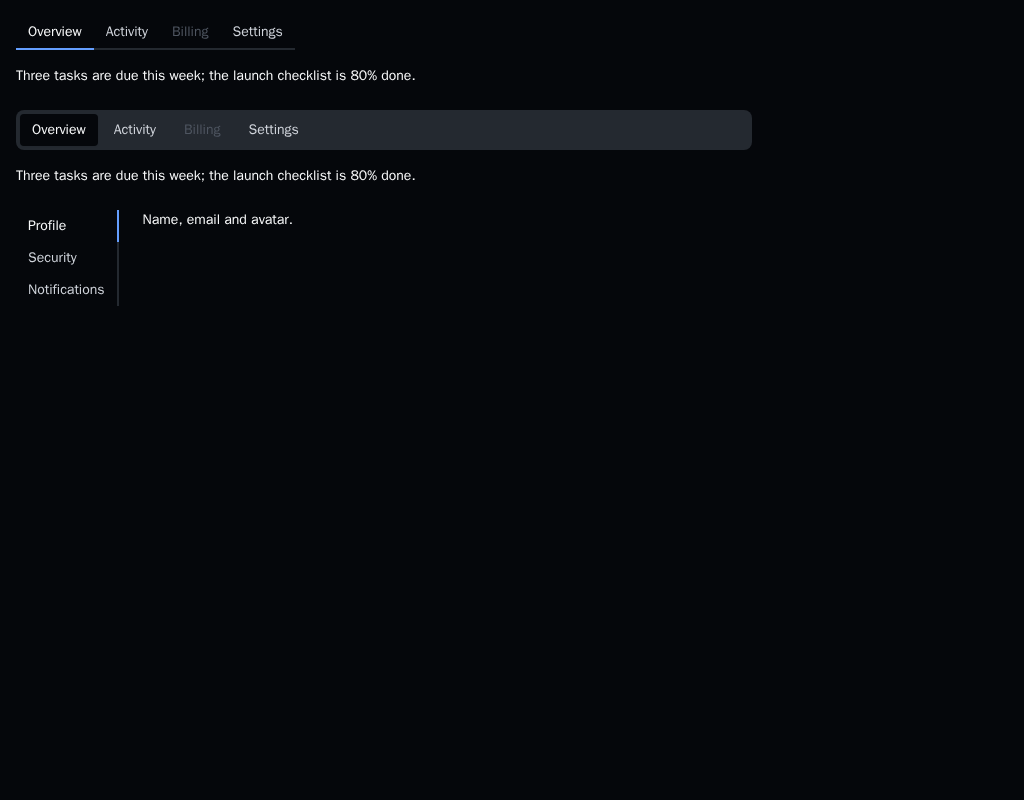 Overview Activity Billing Settings
Three tasks are due this week; the launch checklist is 80% done.
Overview Activity Billing Settings
Three tasks are due this week; the launch checklist is 80% done.
Profile
Name, email and avatar.
Security
Notifications